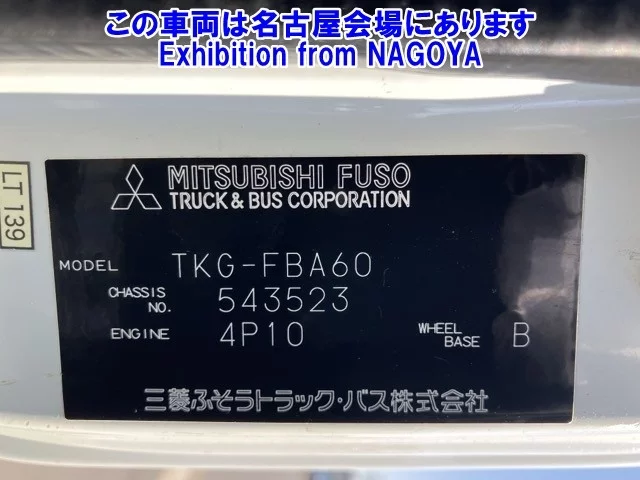 この車両は名古屋会場にあります
Exhibition from NAGOYA
LT 139
MITSUBISHI FUSO
TRUCK & BUS CORPORATION
MODEL TKG-FBA60
CHASSIS NO. 543523
ENGINE 4P10 WHEEL BASE B
三菱ふそうトラック・バス株式会社